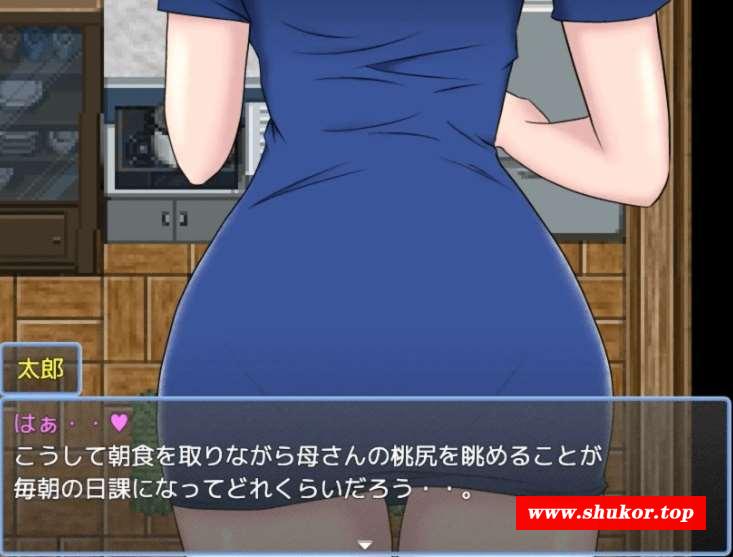 太郎
はぁ・・♥
こうして朝食を取りながら母さんの桃尻を眺めることが
毎朝の日課になってどれくらいだろう・・。
www.shukor.top